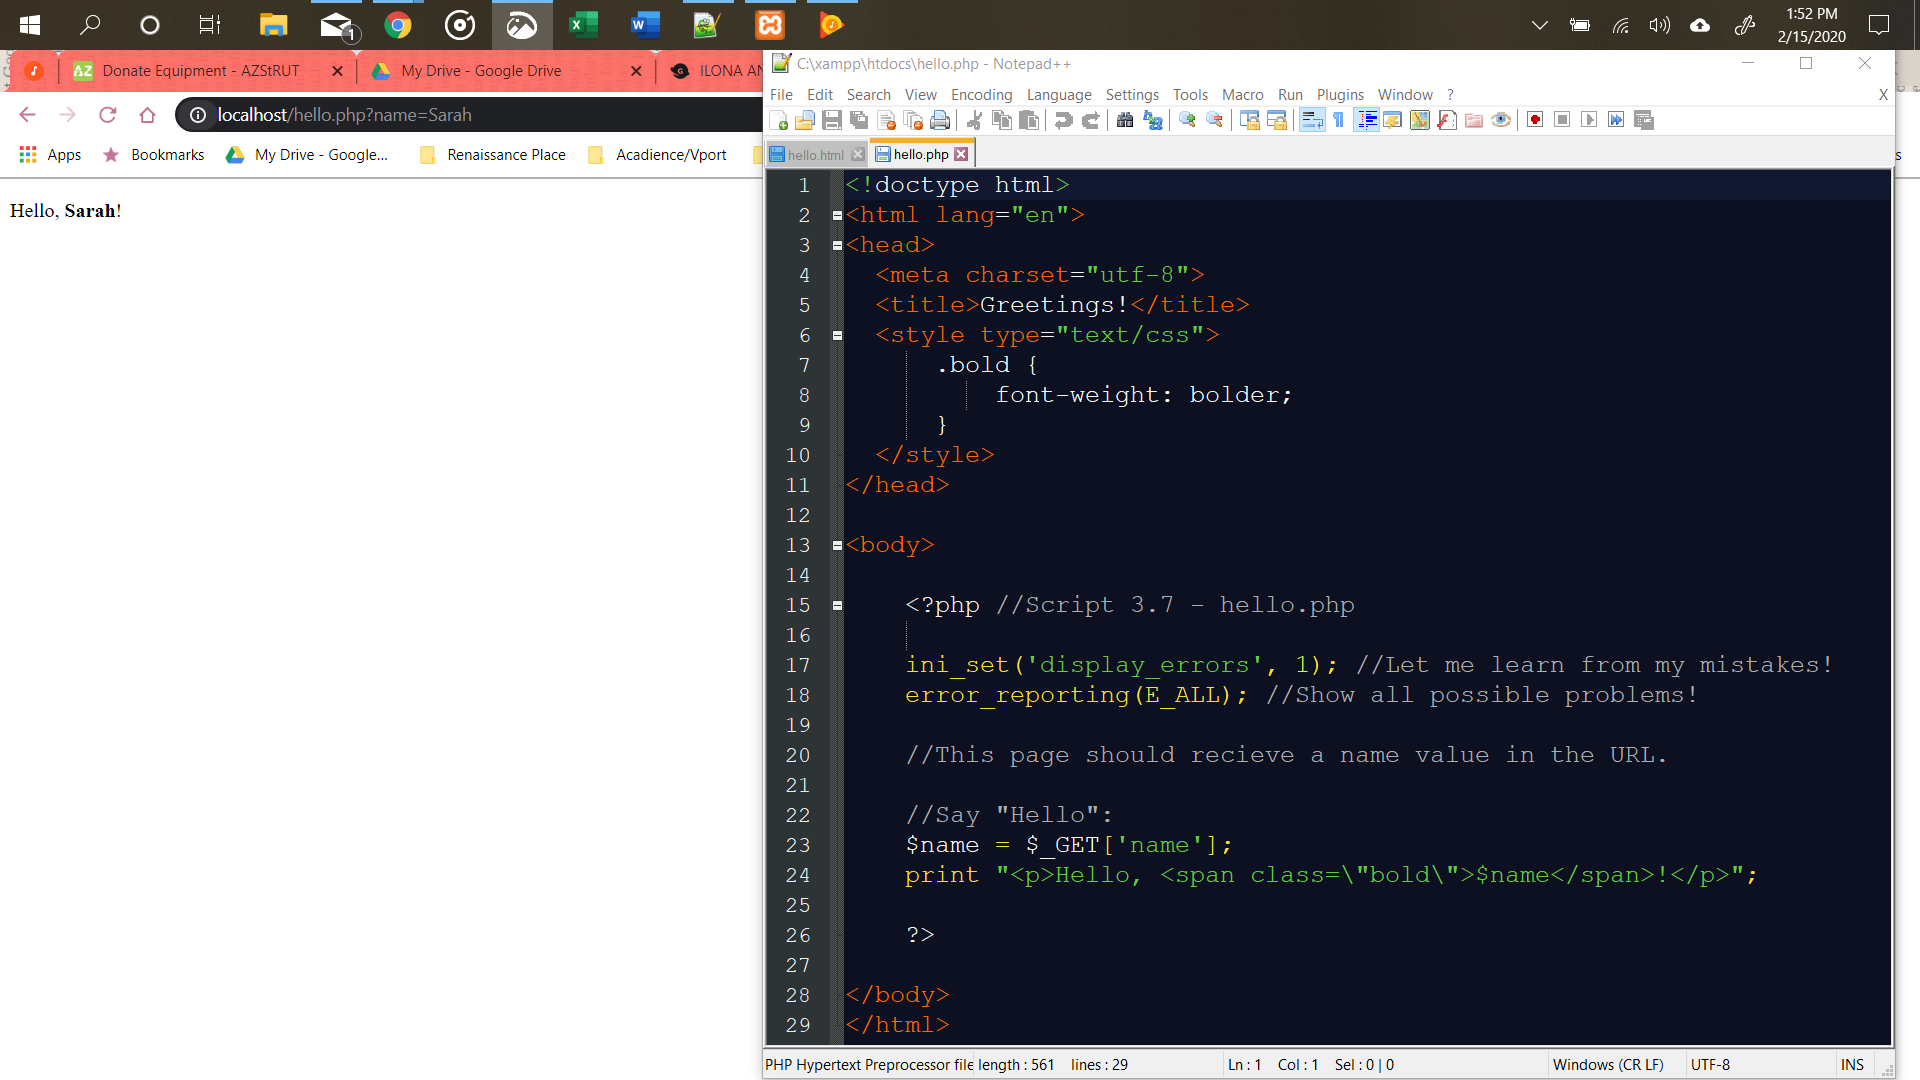 1
1:52 PM
2/15/2020
Donate Equipment - AZStRUT
My Drive - Google Drive
ILONA AN
localhost/hello.php?name=Sarah
Apps
Bookmarks
My Drive - Google...
Renaissance Place
Acadience/Vport
Hello, Sarah!
C:\xampp\htdocs\hello.php - Notepad++
File Edit Search View Encoding Language Settings Tools Macro Run Plugins Window ? X
hello.html hello.php
1 <!doctype html>
2 <html lang="en">
3 <head>
4 <meta charset="utf-8">
5 <title>Greetings!</title>
6 <style type="text/css">
7 .bold {
8 font-weight: bolder;
9 }
10 </style>
11 </head>
12
13 <body>
14
15 <?php //Script 3.7 - hello.php
16
17 ini_set('display_errors', 1); //Let me learn from my mistakes!
18 error_reporting(E_ALL); //Show all possible problems!
19
20 //This page should recieve a name value in the URL.
21
22 //Say "Hello":
23 $name = $_GET['name'];
24 print "<p>Hello, <span class=\"bold\">$name</span>!</p>";
25
26 ?>
27
28 </body>
29 </html>
PHP Hypertext Preprocessor file length : 561 lines : 29 Ln : 1 Col : 1 Sel : 0 | 0 Windows (CR LF) UTF-8 INS